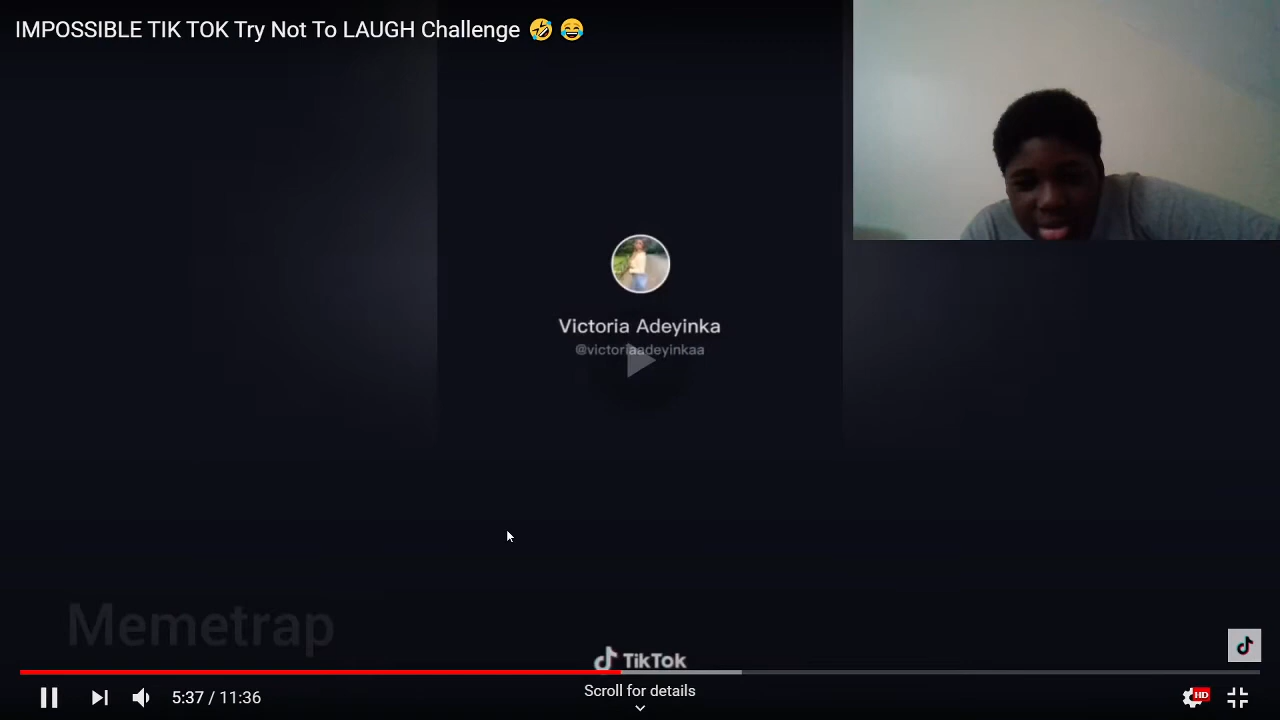 IMPOSSIBLE TIK TOK Try Not To LAUGH Challenge 🤣 😂
Victoria Adeyinka
@victoriaadeyinkaa
Memetrap
TikTok
5:37 / 11:36
Scroll for details
HD